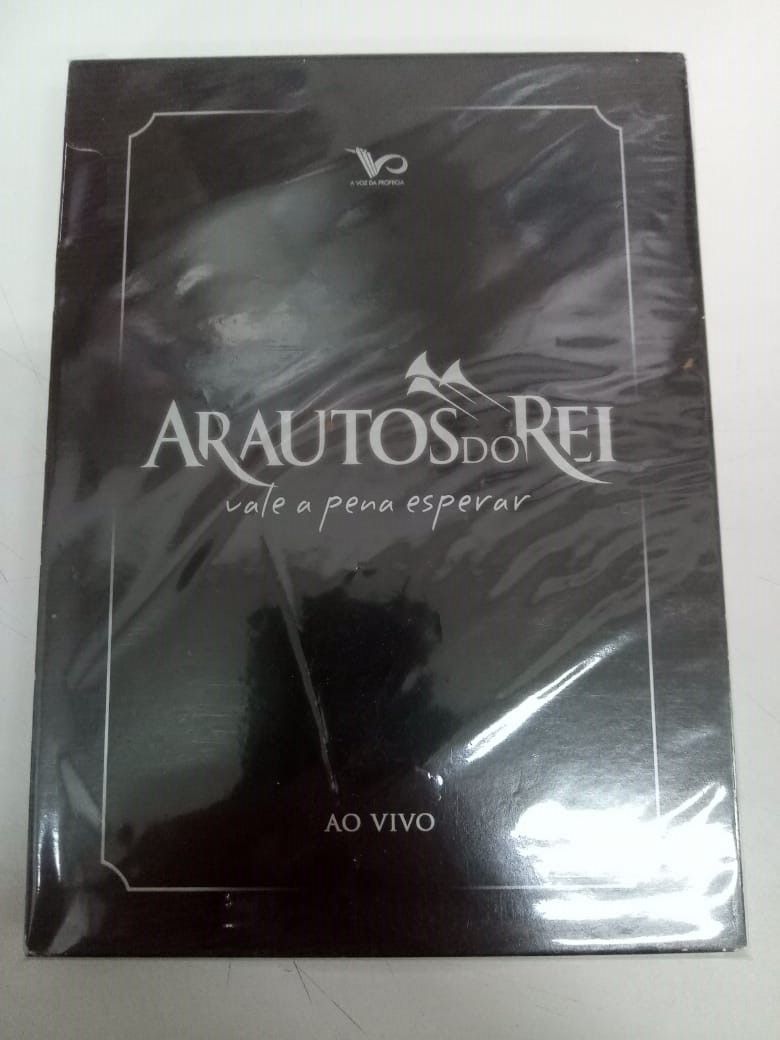 A VOZ DA PROFECIA
ARAUTOS DO REI
vale a pena esperar
AO VIVO